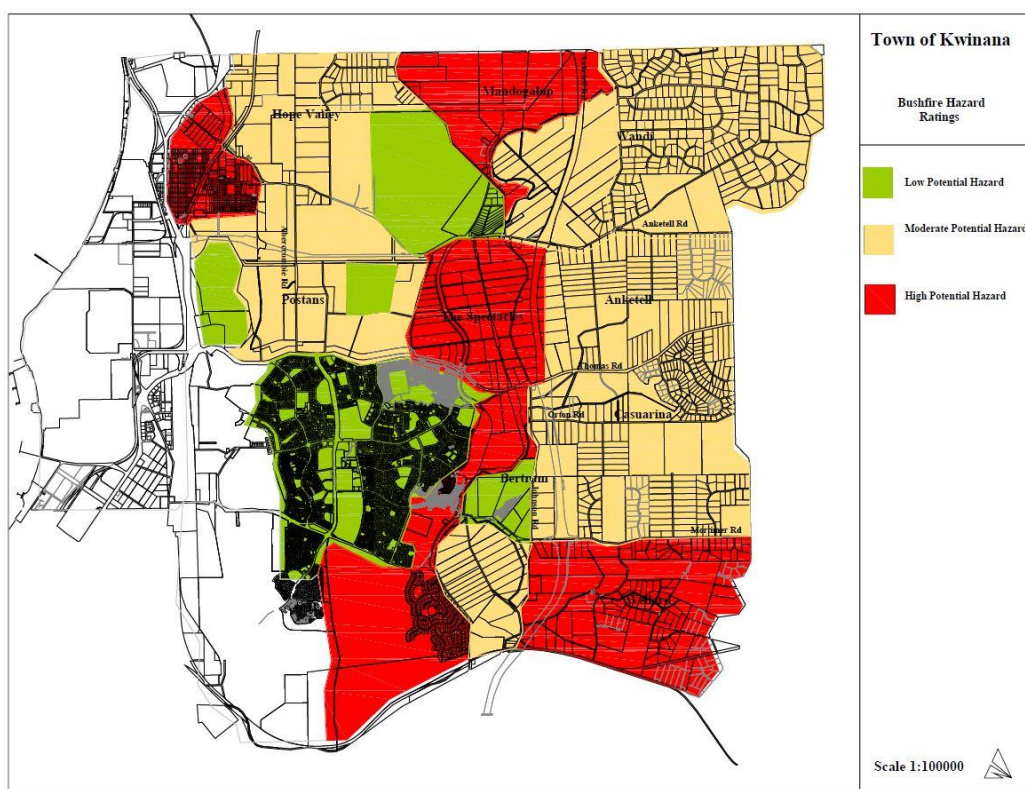 Town of Kwinana
Bushfire Hazard
Ratings
Low Potential Hazard
Moderate Potential Hazard
High Potential Hazard
Scale 1:100000
Mandogalup
Hope Valley
Wandi
Anketell Rd
Abercrombie Rd
Postans
Anketell
The Spectacles
Thomas Rd
Orton Rd
Casuarina
Bertram
Johnson Rd
Mortimer Rd